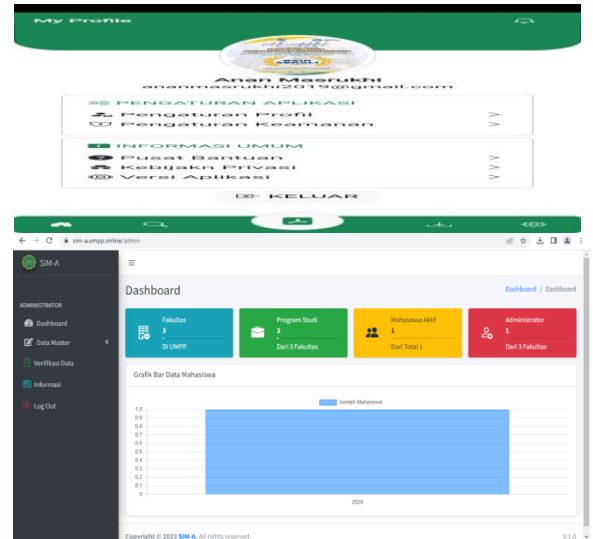 My Profile
Anan Masrukhi
ananmasrukhi2019@gmail.com
PENGATURAN APLIKASI
Pengaturan Profil >
Pengaturan Keamanan >
INFORMASI UMUM
Pusat Bantuan >
Kebijakn Privasi >
Versi Aplikasi >
KELUAR
sim-a.umpp.online/admin
SIM-A
Dashboard
Dashboard / Dashboard
ADMINISTRATOR
Dashboard
Data Master
Verifikasi Data
Informasi
Log Out
Fakultas
3
Di UMPP
Program Studi
3
Dari 3 Fakultas
Mahasiswa Aktif
1
Dari Total 1
Administrator
1
Dari 3 Fakultas
Grafik Bar Data Mahasiswa
Jumlah Mahasiswa
1.0
0.9
0.8
0.7
0.6
0.5
0.4
0.3
0.2
0.1
0
2020
Copyright © 2023 SIM-A. All rights reserved.
V.1.0